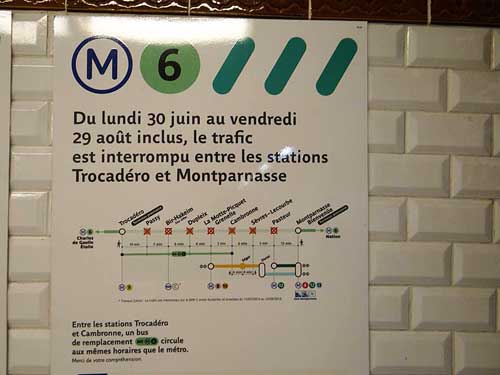 M 6
Du lundi 30 juin au vendredi
29 août inclus, le trafic
est interrompu entre les stations
Trocadéro et Montparnasse
Trocadéro
Passy
Bir-Hakeim
Dupleix
La Motte-Picquet
Grenelle
Cambronne
Sèvres-Lecourbe
Pasteur
Montparnasse
Bienvenüe
M 6
Charles
de Gaulle
Étoile
M 6
Nation
Entre les stations Trocadéro
et Cambronne, un bus
de remplacement circule
aux mêmes horaires que le métro.
Merci de votre compréhension.